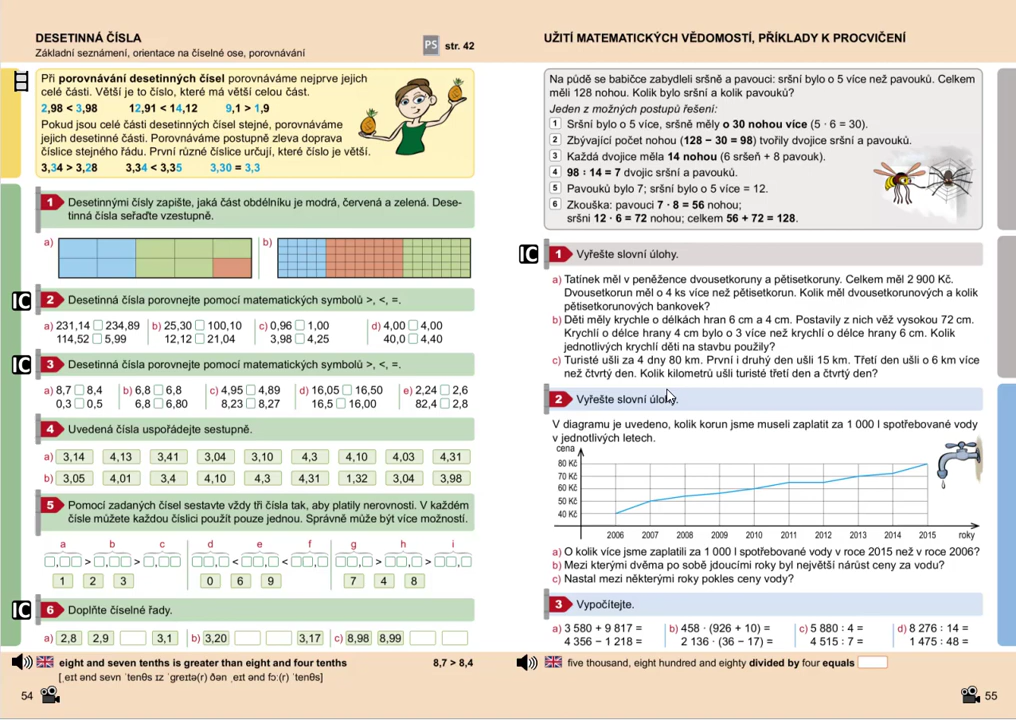 DESETINNÁ ČÍSLA
Základní seznámení, orientace na číselné ose, porovnávání
PS str. 42
Při porovnávání desetinných čísel porovnáváme nejprve jejich
celé části. Větší je to číslo, které má větší celou část.
2,98 < 3,98 12,91 < 14,12 9,1 > 1,9
Pokud jsou celé části desetinných čísel stejné, porovnáváme
jejich desetinné části. Porovnáváme postupně zleva doprava
číslice stejného řádu. První různé číslice určují, které číslo je větší.
3,34 > 3,28 3,34 < 3,35 3,30 = 3,3
1 Desetinnými čísly zapište, jaká část obdélníku je modrá, červená a zelená. Dese-
tinná čísla seřaďte vzestupně.
a) b)
IC 2 Desetinná čísla porovnejte pomocí matematických symbolů >, <, =.
a) 231,14 □ 234,89 b) 25,30 □ 100,10 c) 0,96 □ 1,00 d) 4,00 □ 4,00
114,52 □ 5,99 12,12 □ 21,04 3,98 □ 4,25 40,0 □ 4,40
IC 3 Desetinná čísla porovnejte pomocí matematických symbolů >, <, =.
a) 8,7 □ 8,4 b) 6,8 □ 6,8 c) 4,95 □ 4,89 d) 16,05 □ 16,50 e) 2,24 □ 2,6
0,3 □ 0,5 6,8 □ 6,80 8,23 □ 8,27 16,5 □ 16,00 82,4 □ 2,8
4 Uvedená čísla uspořádejte sestupně.
a) 3,14 4,13 3,41 3,04 3,10 4,3 4,10 4,03 4,31
b) 3,05 4,01 3,4 4,10 4,3 4,31 1,32 3,04 3,98
5 Pomocí zadaných číslic sestavte vždy tři čísla tak, aby platily nerovnosti. V každém
čísle můžete každou číslici použít pouze jednou. Správně může být více možností.
a b c d e f g h i
□,□□ > □,□□ > □,□□ □,□□ < □,□□ < □□,□ □□,□ > □,□□ > □,□□
1 2 3 0 6 9 7 4 8
IC 6 Doplňte číselné řady.
a) 2,8 2,9 □ 3,1 b) 3,20 □ □ 3,17 c) 8,98 8,99 □ □
eight and seven tenths is greater than eight and four tenths 8,7 > 8,4
[ˌeɪt ənd sevn ˈtenθs ɪz ˈgreɪtə(r) ðən ˌeɪt ənd fɔː(r) ˈtenθs]
54
UŽITÍ MATEMATICKÝCH VĚDOMOSTÍ, PŘÍKLADY K PROCVIČENÍ
Na půdě se babičce zabydleli sršně a pavouci: sršní bylo o 5 více než pavouků. Celkem
měli 128 nohou. Kolik bylo sršní a kolik pavouků?
Jeden z možných postupů řešení:
1 Sršní bylo o 5 více, sršně měly o 30 nohou více (5 · 6 = 30).
2 Zbývající počet nohou (128 − 30 = 98) tvořily dvojice sršní a pavouků.
3 Každá dvojice měla 14 nohou (6 sršeň + 8 pavouk).
4 98 : 14 = 7 dvojic sršní a pavouků.
5 Pavouků bylo 7; sršní bylo o 5 více = 12.
6 Zkouška: pavouci 7 · 8 = 56 nohou;
sršni 12 · 6 = 72 nohou; celkem 56 + 72 = 128.
IC 1 Vyřešte slovní úlohy.
a) Tatínek měl v peněžence dvousetkoruny a pětisetkoruny. Celkem měl 2 900 Kč.
Dvousetkorun měl o 4 ks více než pětisetkorun. Kolik měl dvousetkorunových a kolik
pětisetkorunových bankovek?
b) Děti měly krychle o délkách hran 6 cm a 4 cm. Postavily z nich věž vysokou 72 cm.
Krychlí o délce hrany 4 cm bylo o 3 více než krychlí o délce hrany 6 cm. Kolik
jednotlivých krychlí děti na stavbu použily?
c) Turisté ušli za 4 dny 80 km. První i druhý den ušli 15 km. Třetí den ušli o 6 km více
než čtvrtý den. Kolik kilometrů ušli turisté třetí den a čtvrtý den?
2 Vyřešte slovní úlohy.
V diagramu je uvedeno, kolik korun jsme museli zaplatit za 1 000 l spotřebované vody
v jednotlivých letech.
cena
80 Kč
70 Kč
60 Kč
50 Kč
40 Kč
2006 2007 2008 2009 2010 2011 2012 2013 2014 2015 roky
a) O kolik více jsme zaplatili za 1 000 l spotřebované vody v roce 2015 než v roce 2006?
b) Mezi kterými dvěma po sobě jdoucími roky byl největší nárůst ceny za vodu?
c) Nastal mezi některými roky pokles ceny vody?
3 Vypočítejte.
a) 3 580 + 9 817 = b) 458 · (926 + 10) = c) 5 880 : 4 = d) 8 276 : 14 =
4 356 − 1 218 = 2 136 · (36 − 17) = 4 515 : 7 = 1 475 : 48 =
five thousand, eight hundred and eighty divided by four equals
55